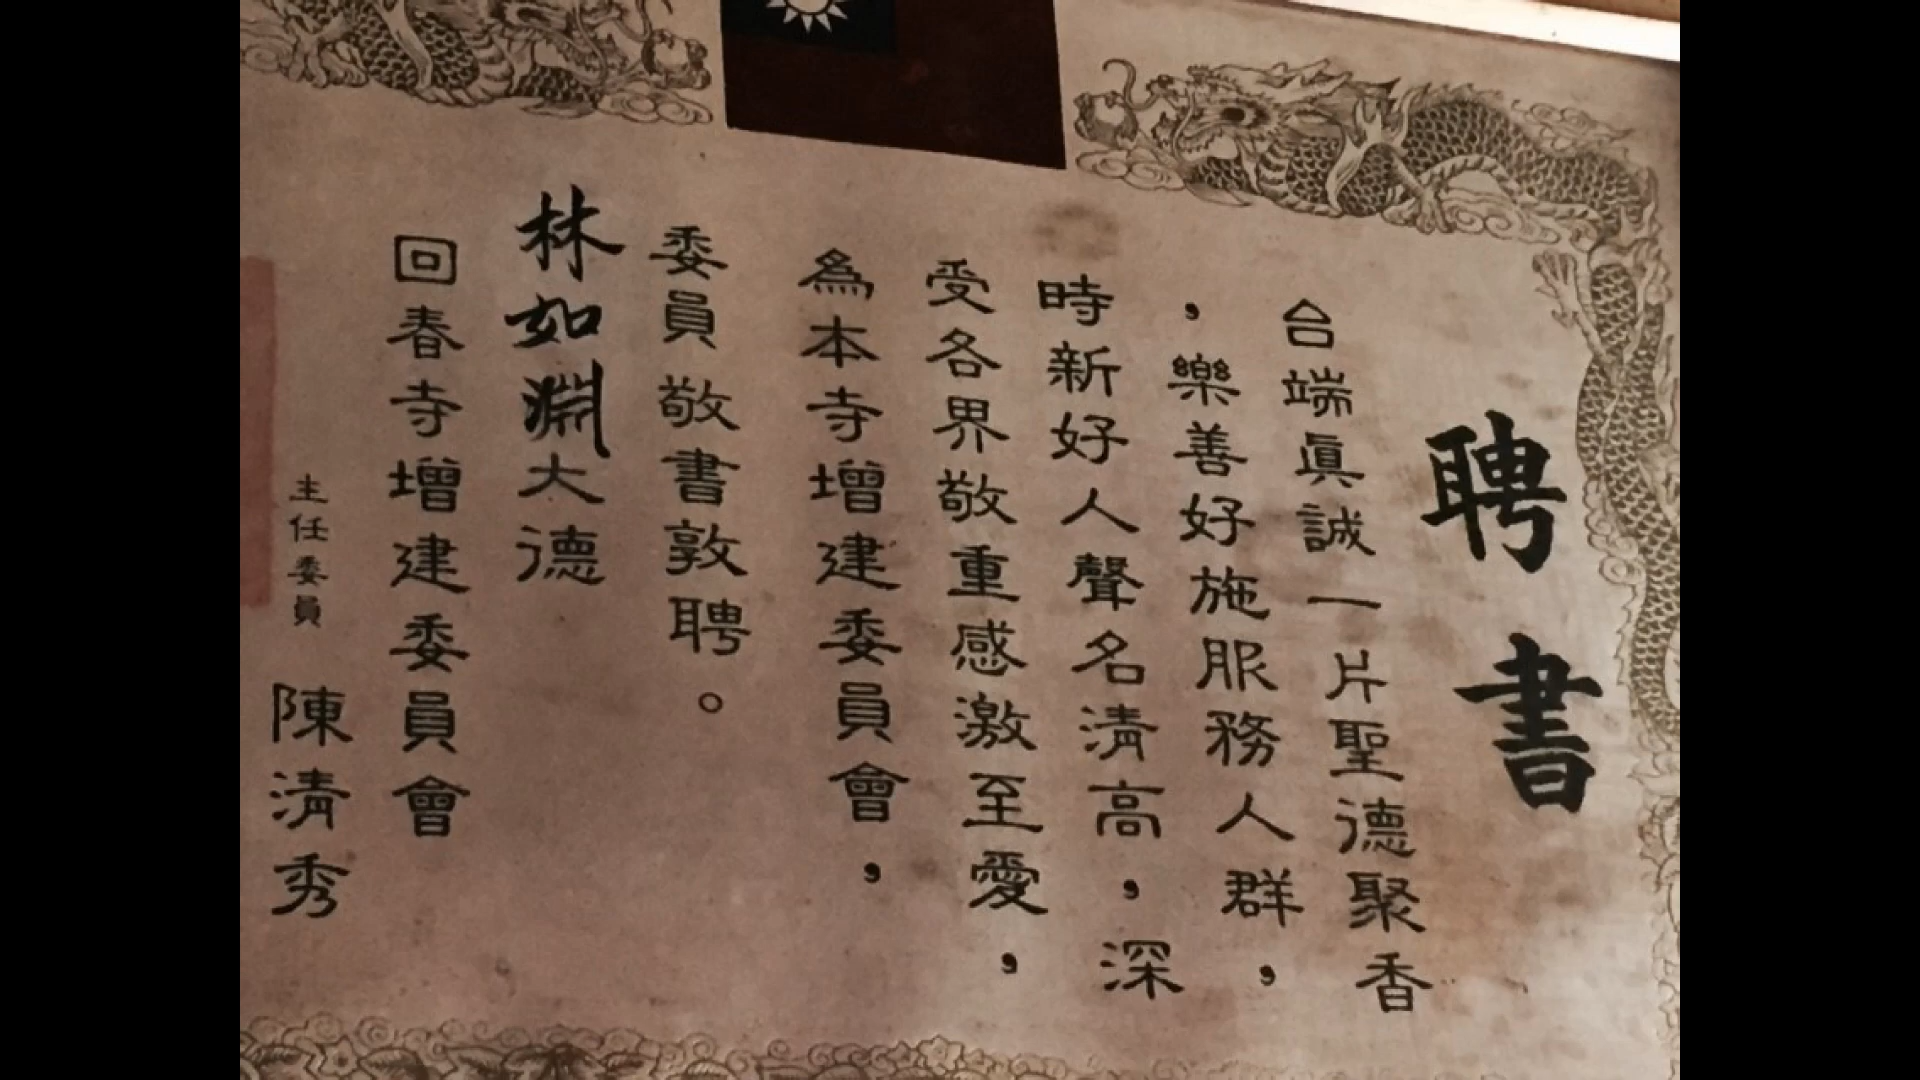 聘書
台端眞誠一片聖德聚香
，樂善好施服務人群，
時新好人聲名清高，深
受各界敬重感激至愛，
為本寺增建委員會，
委員 敬書敦聘。
林如淵大德
回春寺增建委員會
主任委員 陳清秀